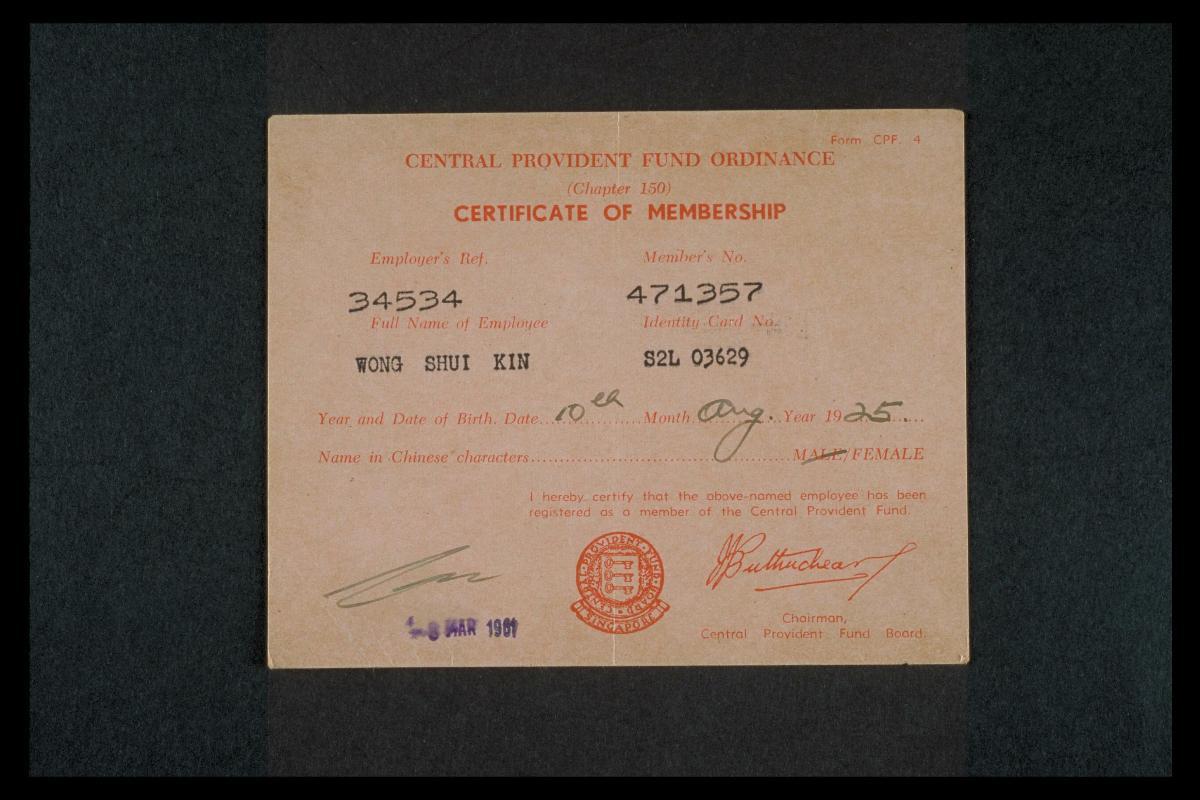 Form CPF. 4
CENTRAL PROVIDENT FUND ORDINANCE
(Chapter 150)
CERTIFICATE OF MEMBERSHIP
Employer's Ref. Member's No.
34534 471357
Full Name of Employee Identity Card No.
WONG SHUI KIN S2L 03629
Year and Date of Birth. Date 10th Month Aug. Year 1925.
Name in Chinese characters MALE/FEMALE
I hereby certify that the above-named employee has been
registered as a member of the Central Provident Fund.
CENTRAL PROVIDENT FUND BOARD
SINGAPORE
8 MAR 1961
Chairman,
Central Provident Fund Board.